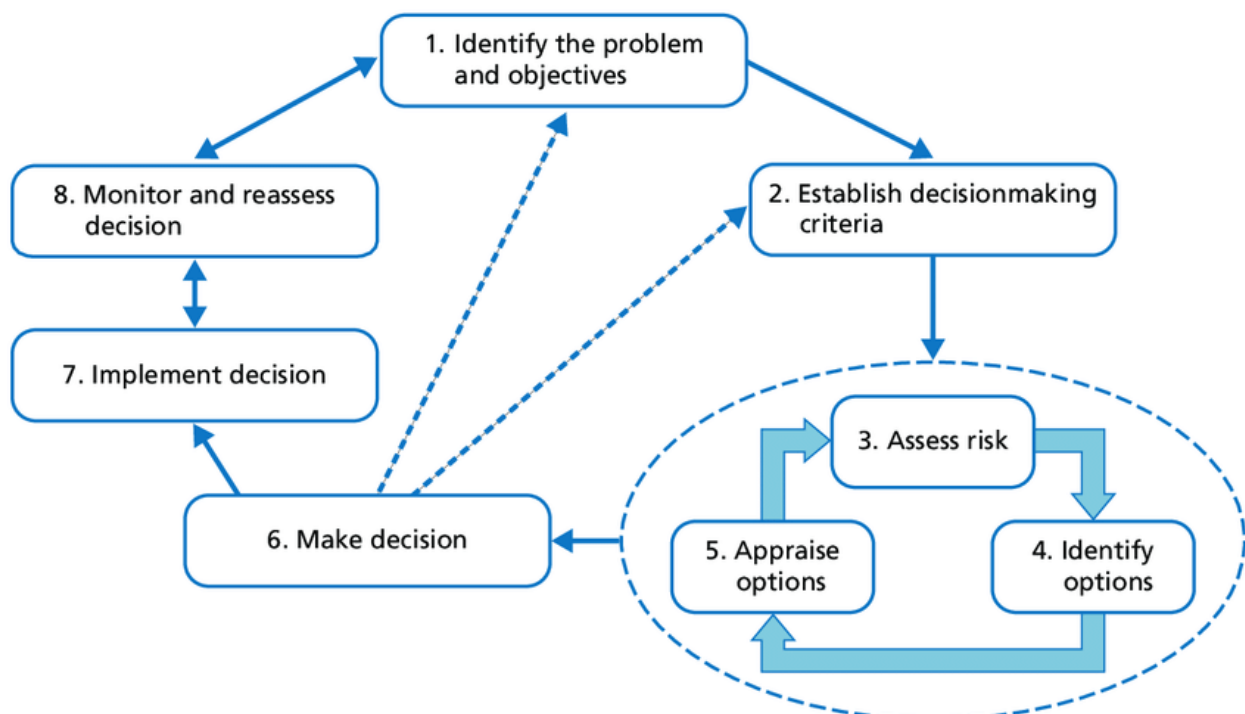 1. Identify the problem
and objectives
2. Establish decisionmaking
criteria
3. Assess risk
4. Identify
options
5. Appraise
options
6. Make decision
7. Implement decision
8. Monitor and reassess
decision